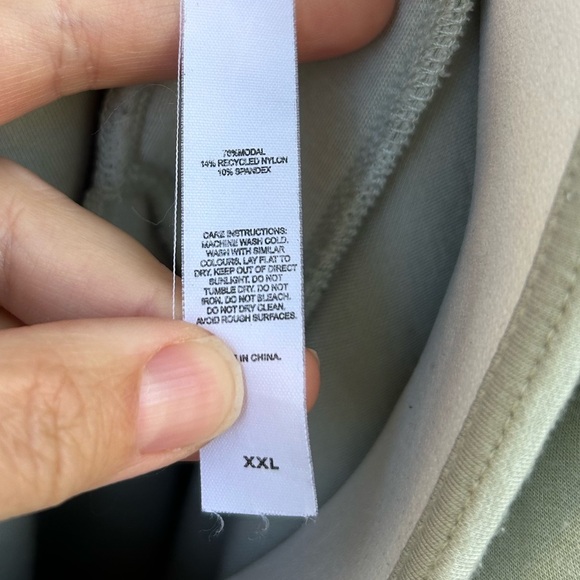 76%MODAL
14% RECYCLED NYLON
10% SPANDEX
CARE INSTRUCTIONS:
MACHINE WASH COLD.
WASH WITH SIMILAR
COLOURS. LAY FLAT TO
DRY. KEEP OUT OF DIRECT
SUNLIGHT. DO NOT
TUMBLE DRY. DO NOT
IRON. DO NOT BLEACH.
DO NOT DRY CLEAN.
AVOID ROUGH SURFACES.
IN CHINA.
XXL